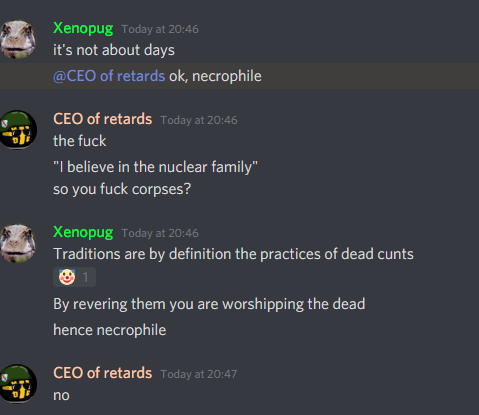 Xenopug Today at 20:46
it's not about days
@CEO of retards ok, necrophile
CEO of retards Today at 20:46
the fuck
"I believe in the nuclear family"
so you fuck corpses?
Xenopug Today at 20:46
Traditions are by definition the practices of dead cunts
🤡 1
By revering them you are worshipping the dead
hence necrophile
CEO of retards Today at 20:47
no